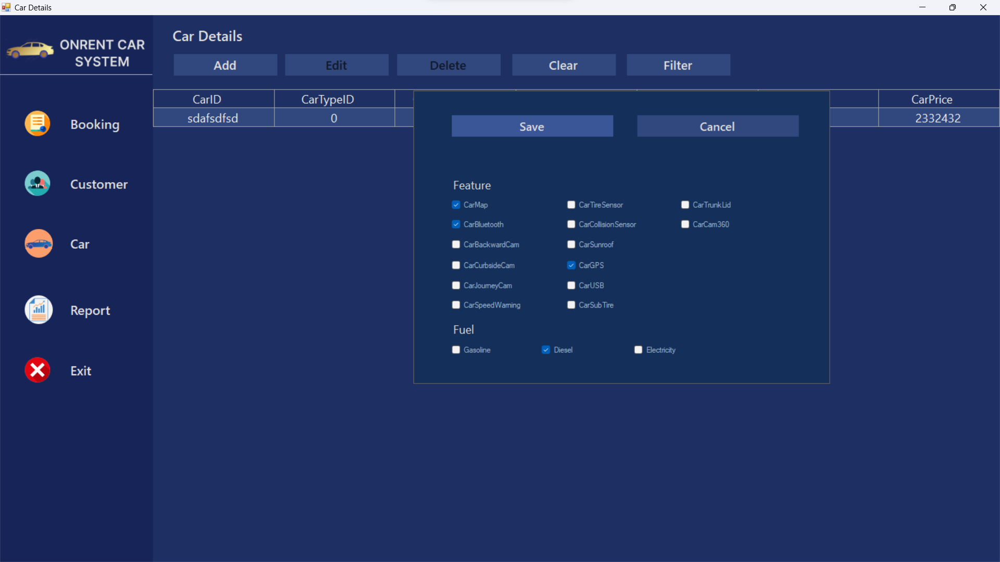 Car Details
ONRENT CAR
SYSTEM
Car Details
Add
Edit
Delete
Clear
Filter
CarID
CarTypeID
CarPrice
sdafsdfsd
0
2332432
Save
Cancel
Booking
Customer
Car
Report
Exit
Feature
CarMap
CarTireSensor
CarTrunkLid
CarBluetooth
CarCollisionSensor
CarCam360
CarBackwardCam
CarSunroof
CarCurbsideCam
CarGPS
CarJourneyCam
CarUSB
CarSpeedWarning
CarSubTire
Fuel
Gasoline
Diesel
Electricity